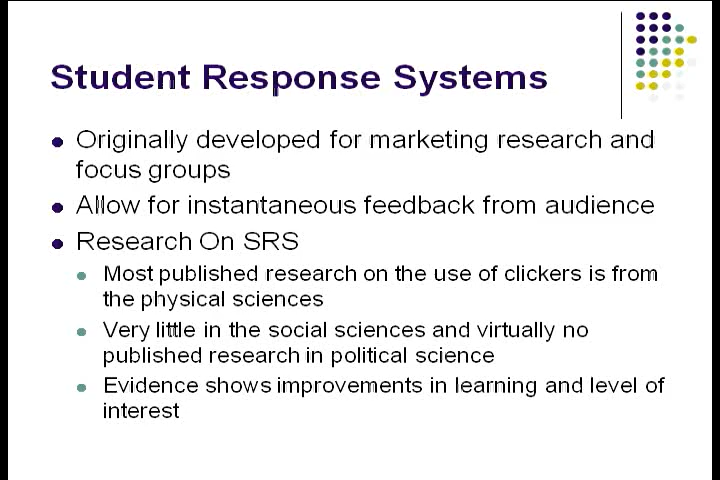 Student Response Systems
Originally developed for marketing research and
focus groups
Allow for instantaneous feedback from audience
Research On SRS
Most published research on the use of clickers is from
the physical sciences
Very little in the social sciences and virtually no
published research in political science
Evidence shows improvements in learning and level of
interest